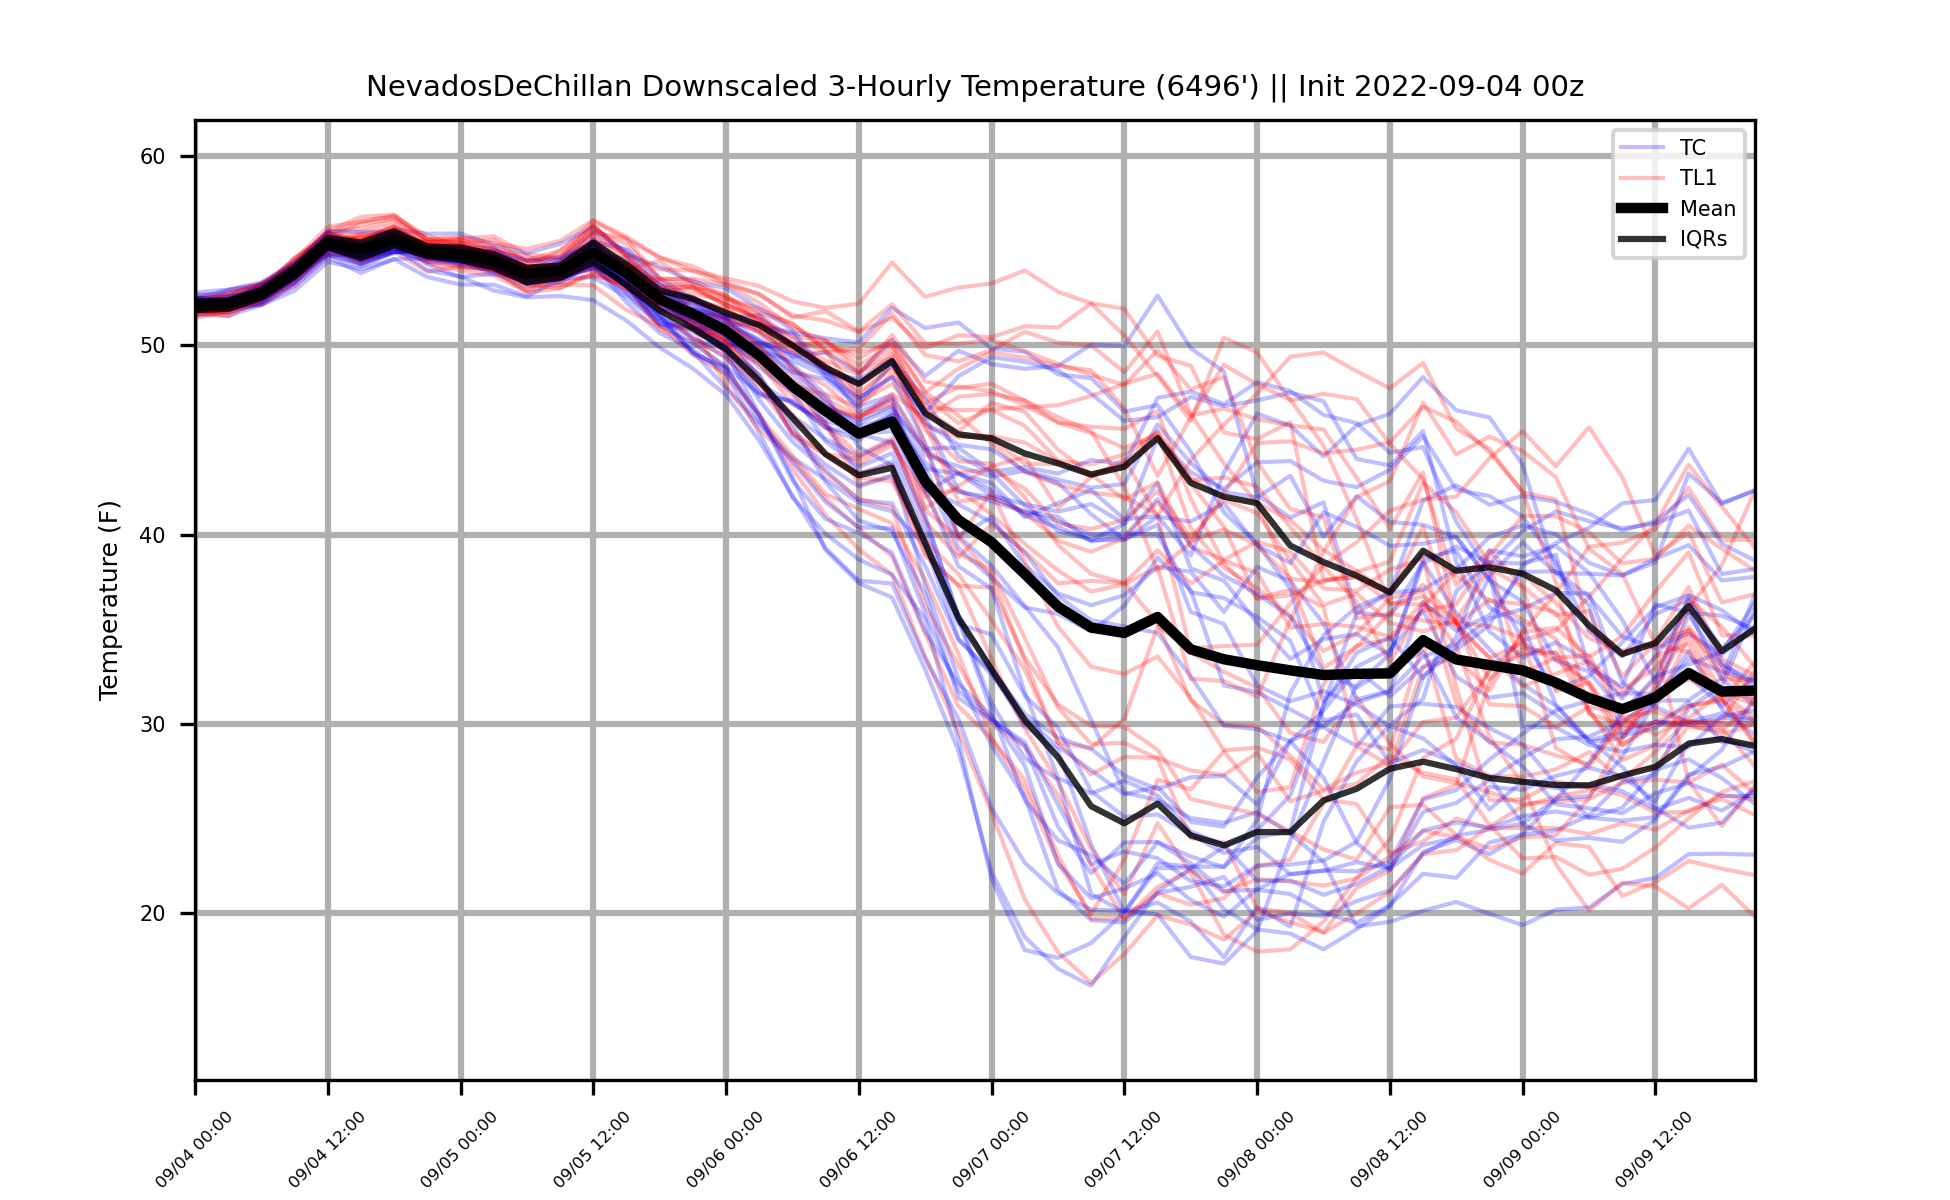 NevadosDeChillan Downscaled 3-Hourly Temperature (6496') || Init 2022-09-04 00z
TC
TL1
Mean
IQRs
Temperature (F)
60
50
40
30
20
09/04 00:00
09/04 12:00
09/05 00:00
09/05 12:00
09/06 00:00
09/06 12:00
09/07 00:00
09/07 12:00
09/08 00:00
09/08 12:00
09/09 00:00
09/09 12:00